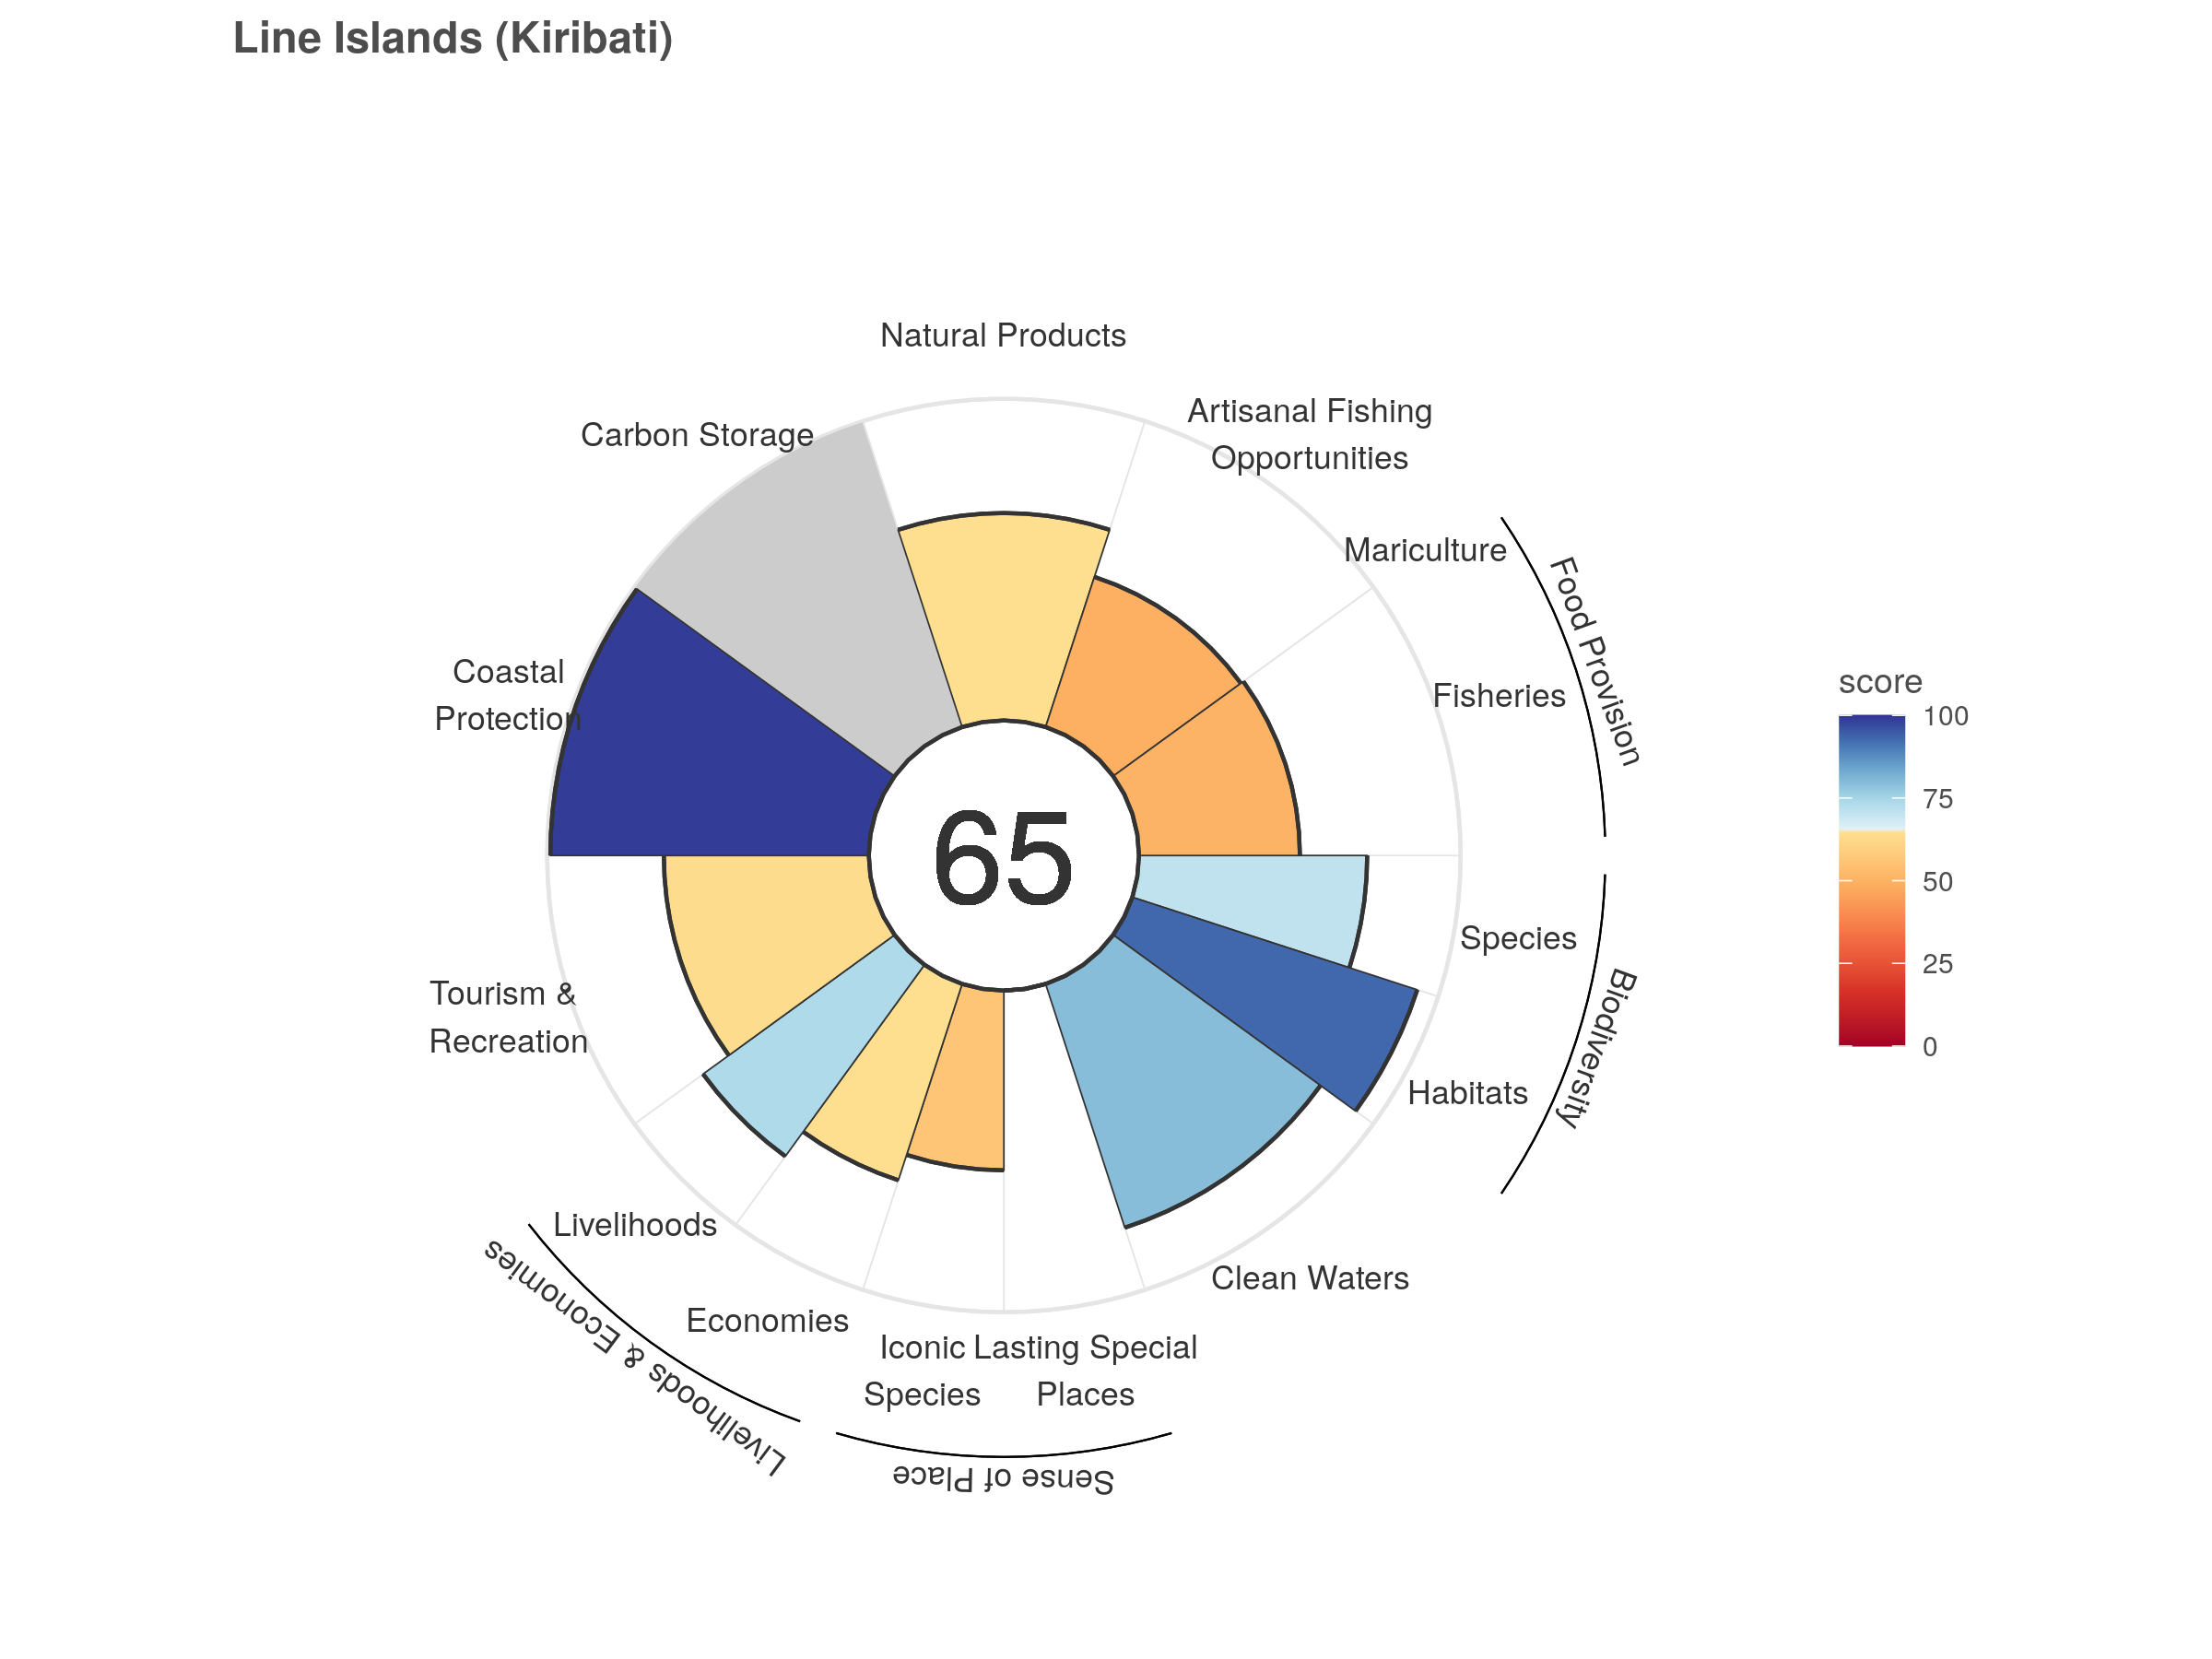 Line Islands (Kiribati)
Natural Products
Artisanal Fishing
Opportunities
Carbon Storage
Mariculture
Food Provision
Fisheries
Coastal
Protection
65
Species
Biodiversity
Habitats
Tourism &
Recreation
Clean Waters
Livelihoods
Economies
Livelihoods & Economies
Iconic
Species
Lasting Special
Places
Sense of Place
score
100
75
50
25
0